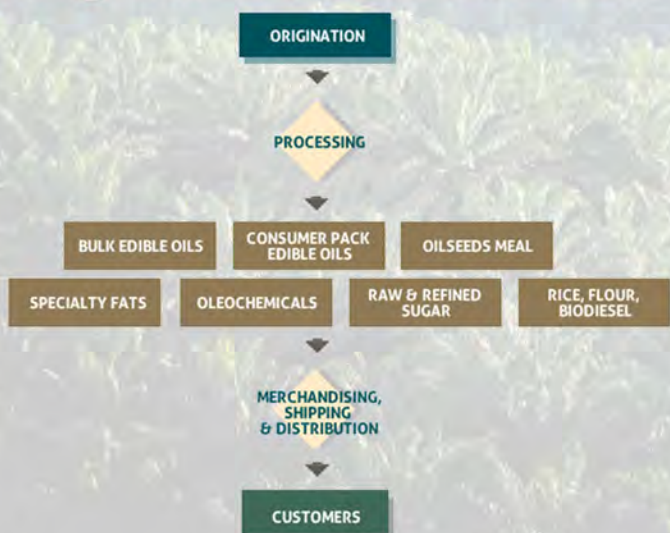 ORIGINATION
PROCESSING
BULK EDIBLE OILS
CONSUMER PACK
EDIBLE OILS
OILSEEDS MEAL
SPECIALTY FATS
OLEOCHEMICALS
RAW & REFINED
SUGAR
RICE, FLOUR,
BIODIESEL
MERCHANDISING,
SHIPPING
& DISTRIBUTION
CUSTOMERS